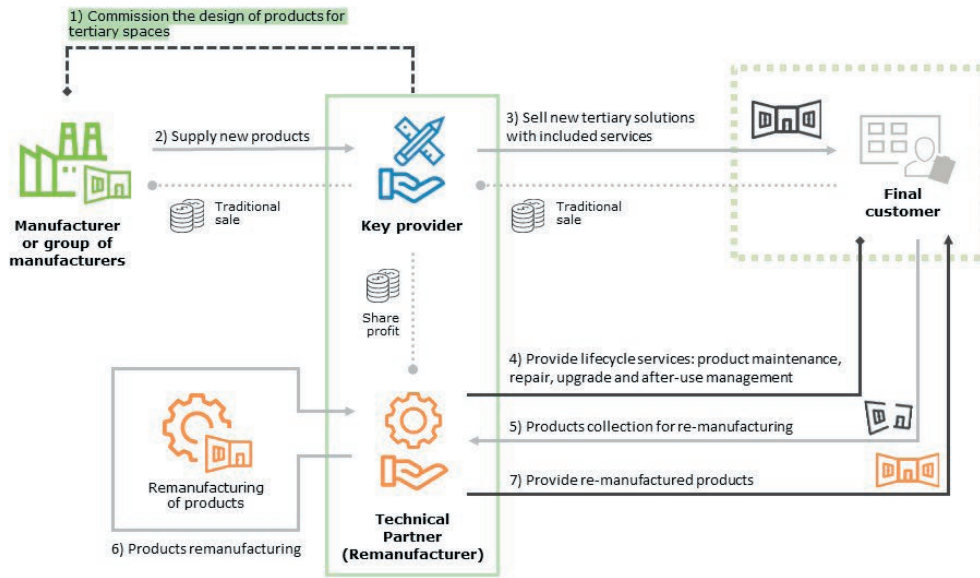 1) Commission the design of products for
tertiary spaces
2) Supply new products
3) Sell new tertiary solutions
with included services
Traditional
sale
Traditional
sale
Manufacturer
or group of
manufacturers
Key provider
Final
customer
Share
profit
4) Provide lifecycle services: product maintenance,
repair, upgrade and after-use management
5) Products collection for re-manufacturing
7) Provide re-manufactured products
Remanufacturing
of products
Technical
Partner
(Remanufacturer)
6) Products remanufacturing